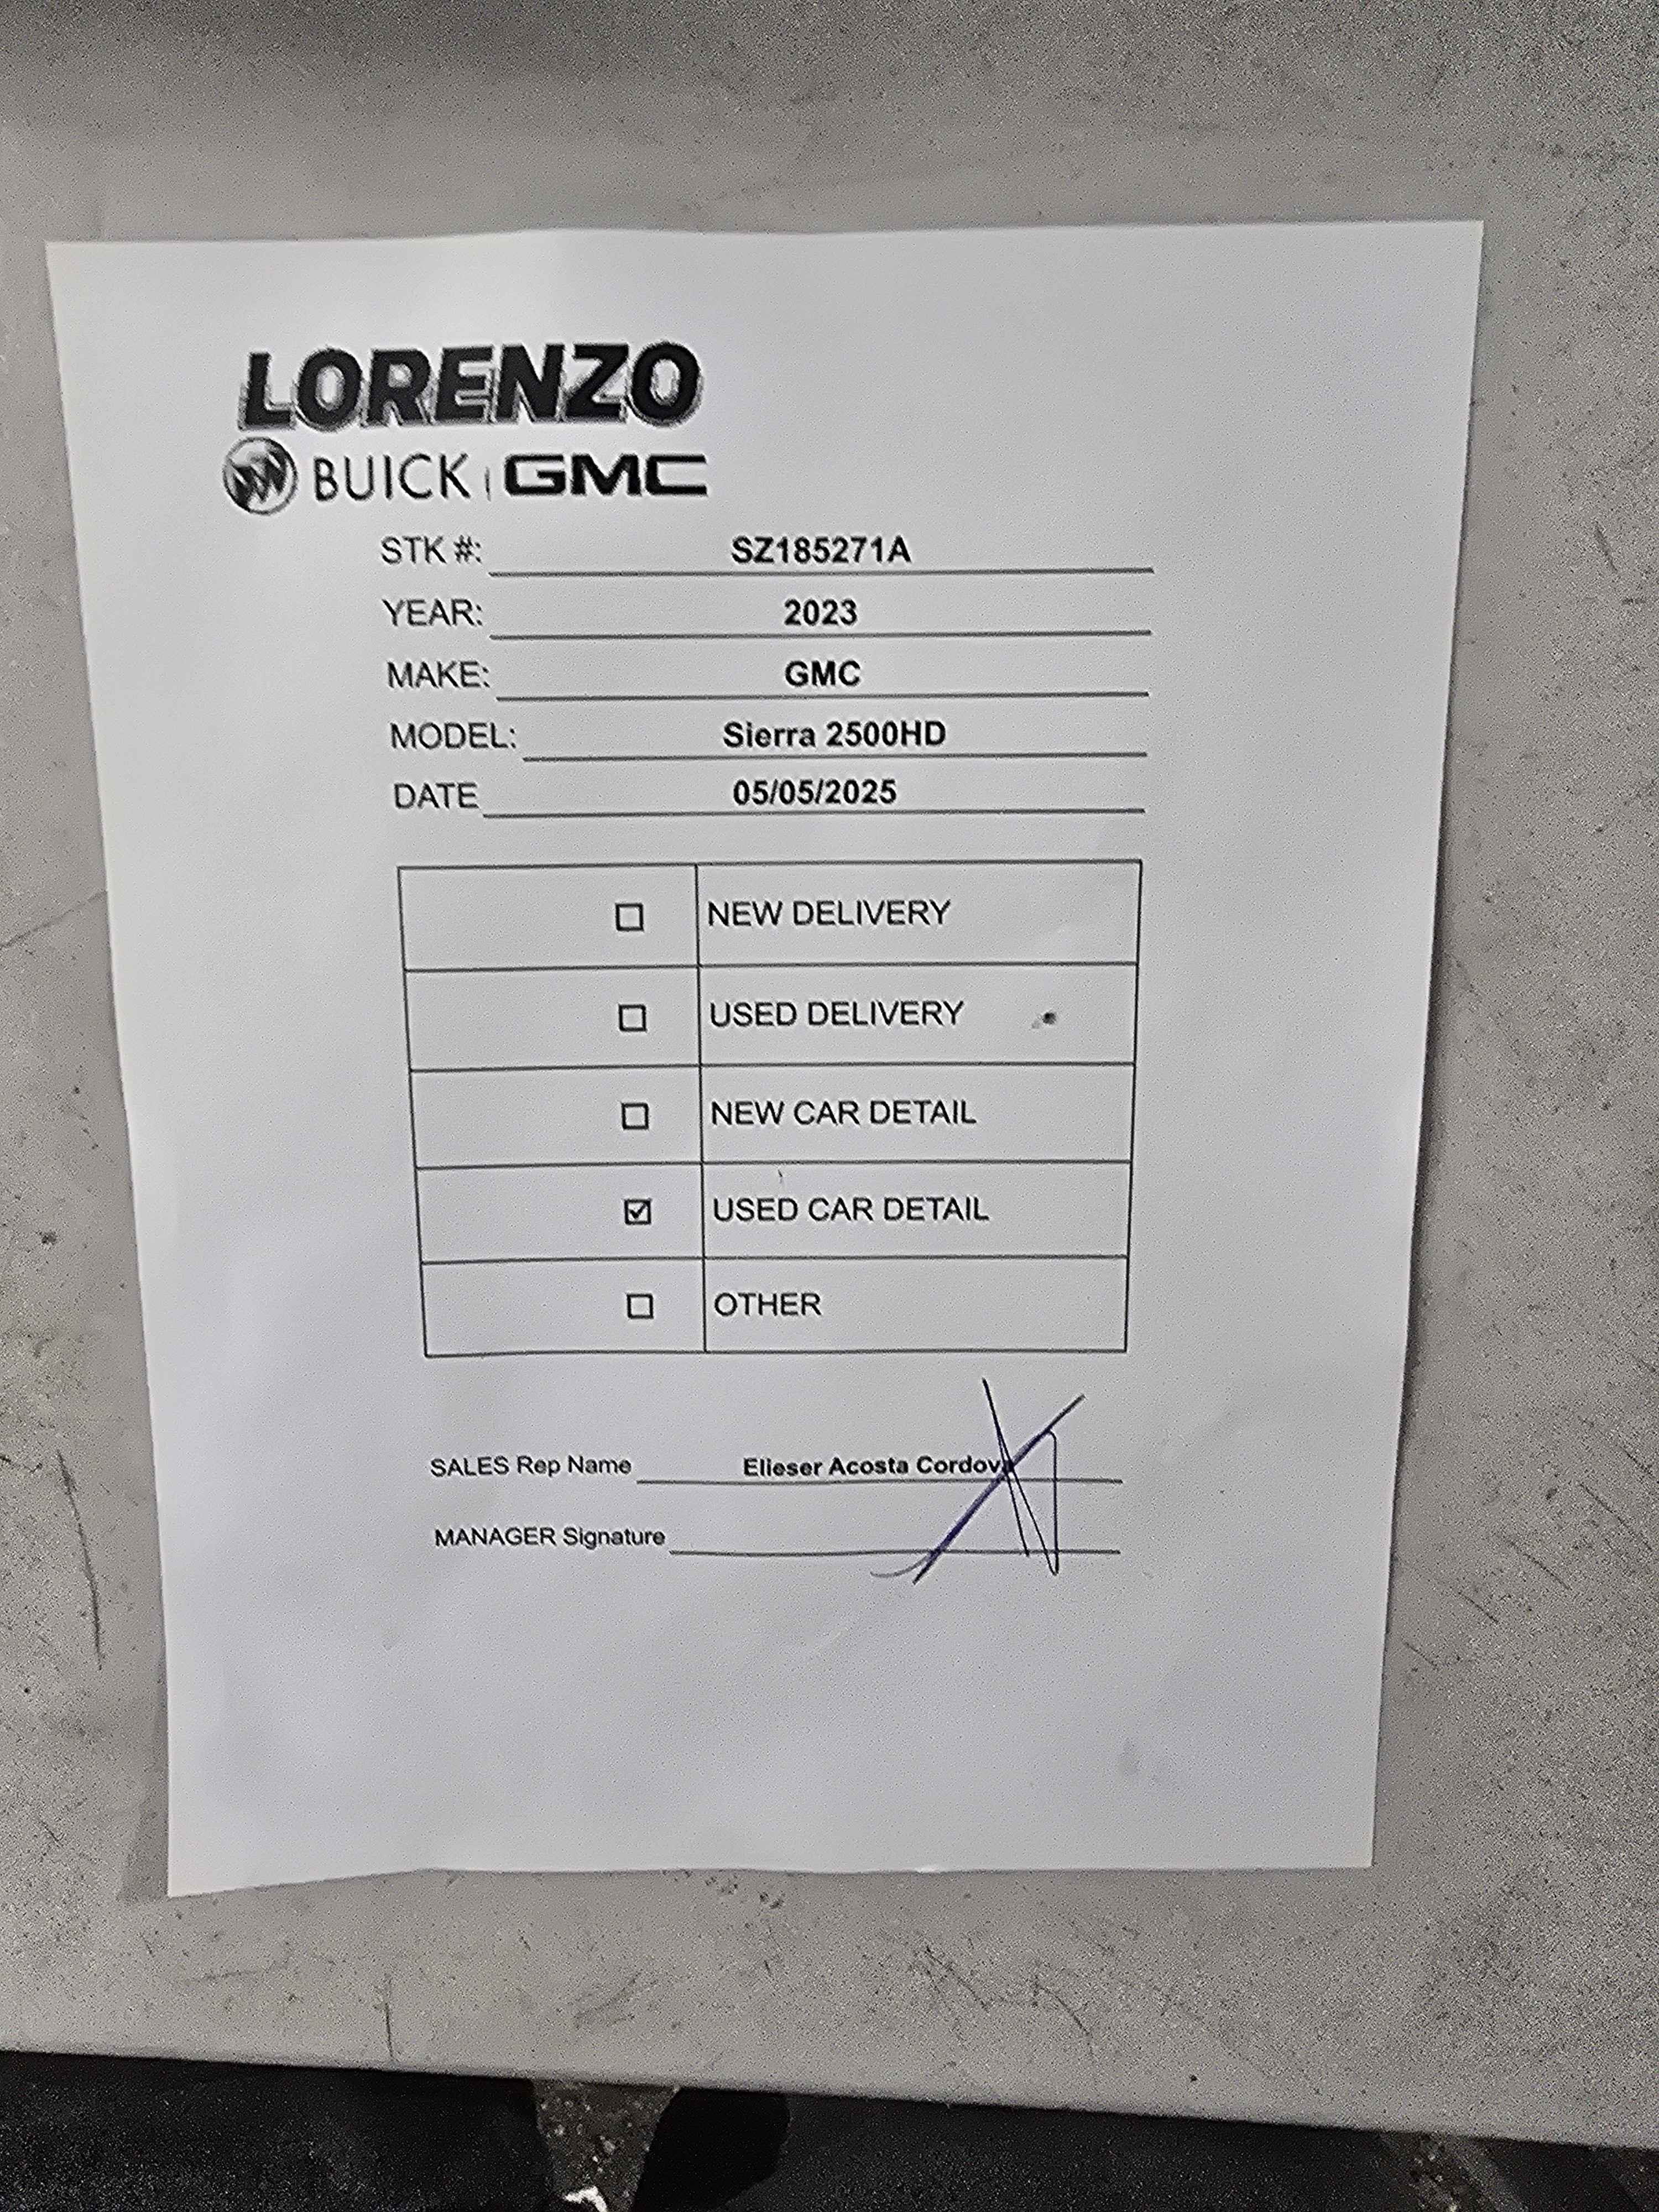 LORENZO
BUICK | GMC
STK #: SZ185271A
YEAR: 2023
MAKE: GMC
MODEL: Sierra 2500HD
DATE 05/05/2025
☐ NEW DELIVERY
☐ USED DELIVERY
☐ NEW CAR DETAIL
☑ USED CAR DETAIL
☐ OTHER
SALES Rep Name Elieser Acosta Cordova
MANAGER Signature